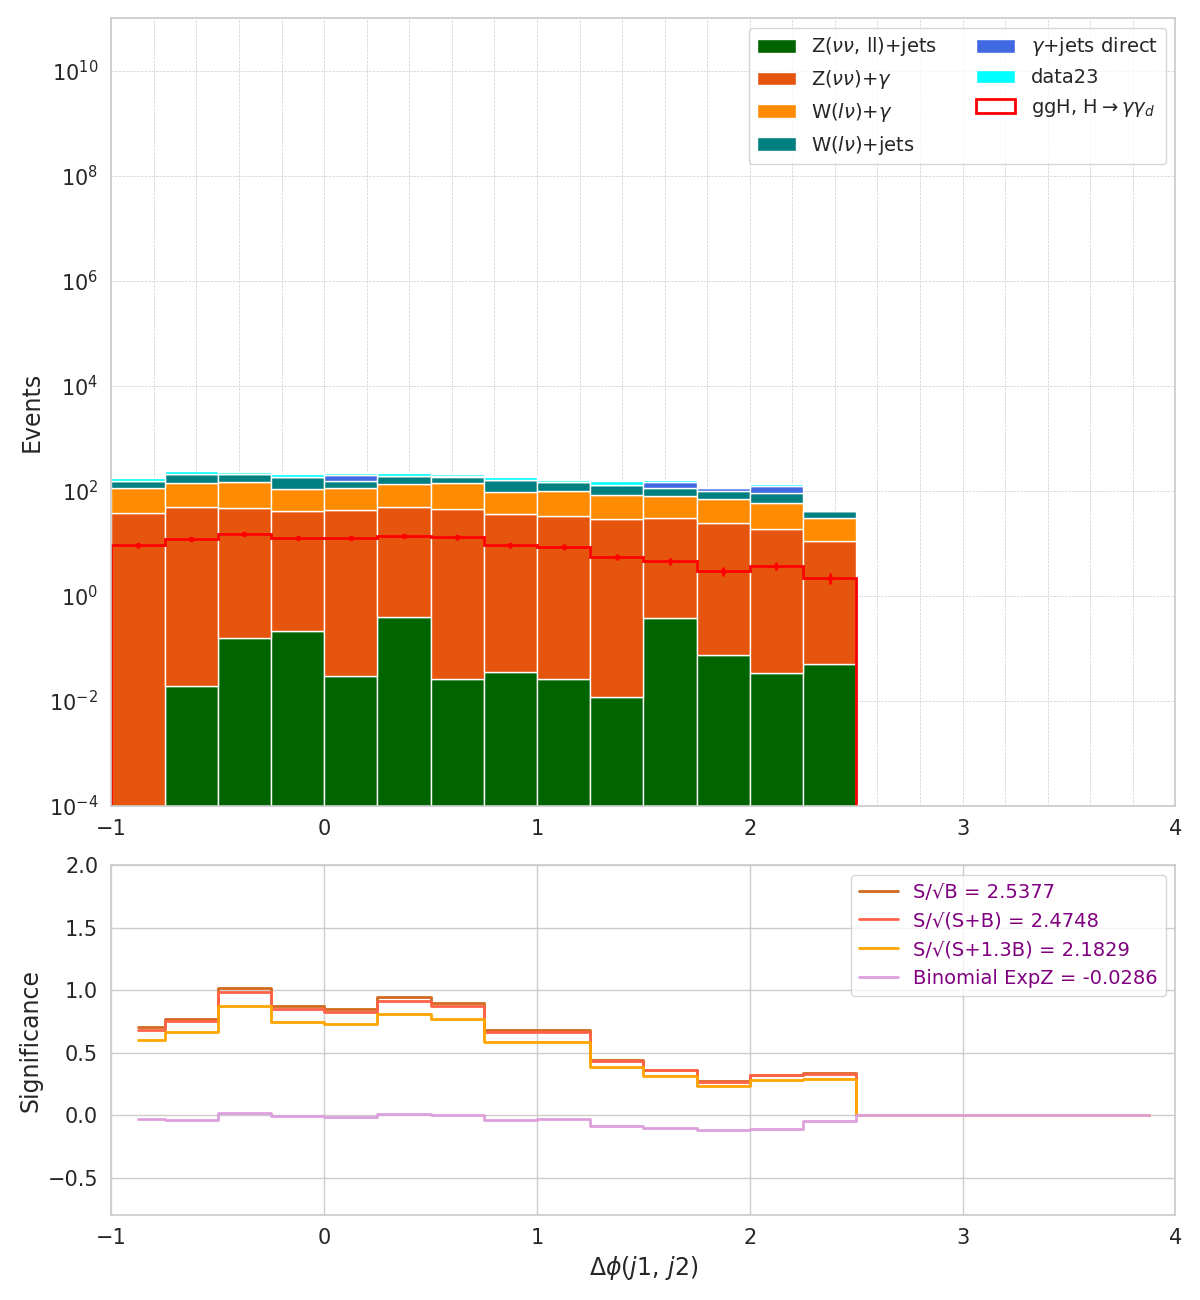 Z(νν, ll)+jets
Z(νν)+γ
W(lν)+γ
W(lν)+jets
γ+jets direct
data23
ggH, H→γγ_d
Events
10^10
10^8
10^6
10^4
10^2
10^0
10^−2
10^−4
−1 0 1 2 3 4
S/√B = 2.5377
S/√(S+B) = 2.4748
S/√(S+1.3B) = 2.1829
Binomial ExpZ = -0.0286
Significance
2.0
1.5
1.0
0.5
0.0
−0.5
−1 0 1 2 3 4
Δϕ(j1, j2)